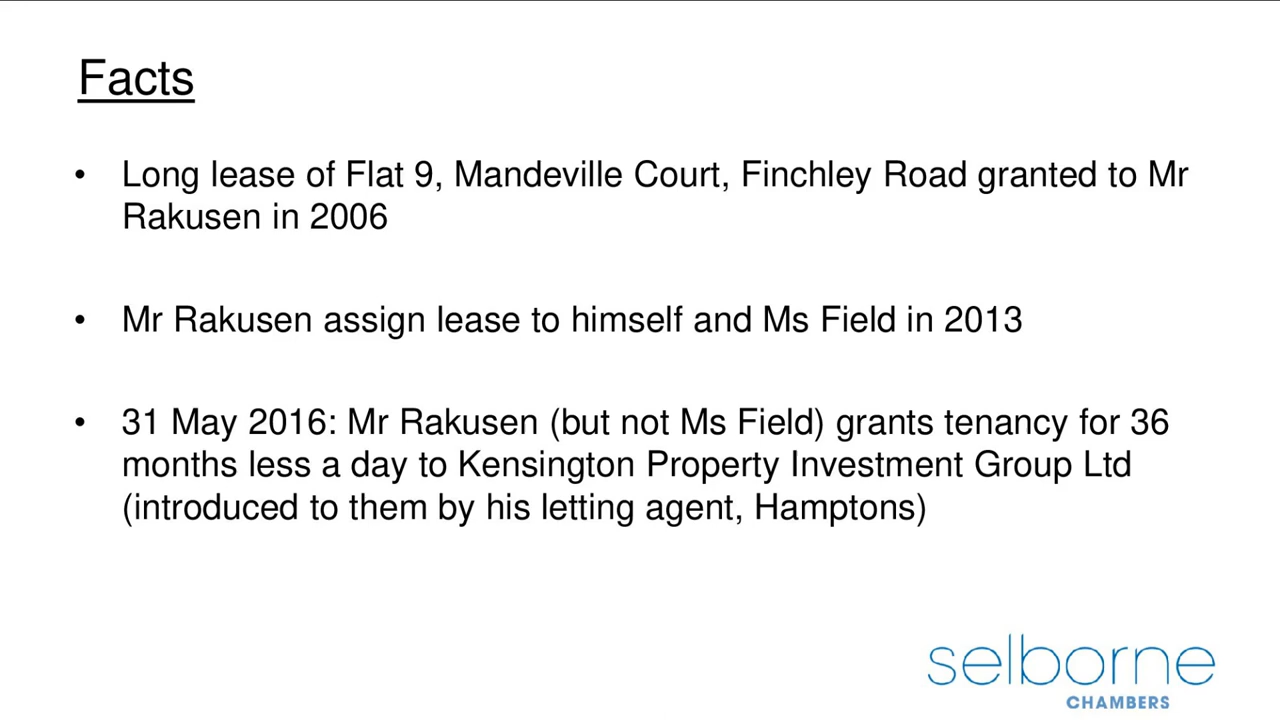 Facts
• Long lease of Flat 9, Mandeville Court, Finchley Road granted to Mr
Rakusen in 2006
• Mr Rakusen assign lease to himself and Ms Field in 2013
• 31 May 2016: Mr Rakusen (but not Ms Field) grants tenancy for 36
months less a day to Kensington Property Investment Group Ltd
(introduced to them by his letting agent, Hamptons)
selborne
CHAMBERS